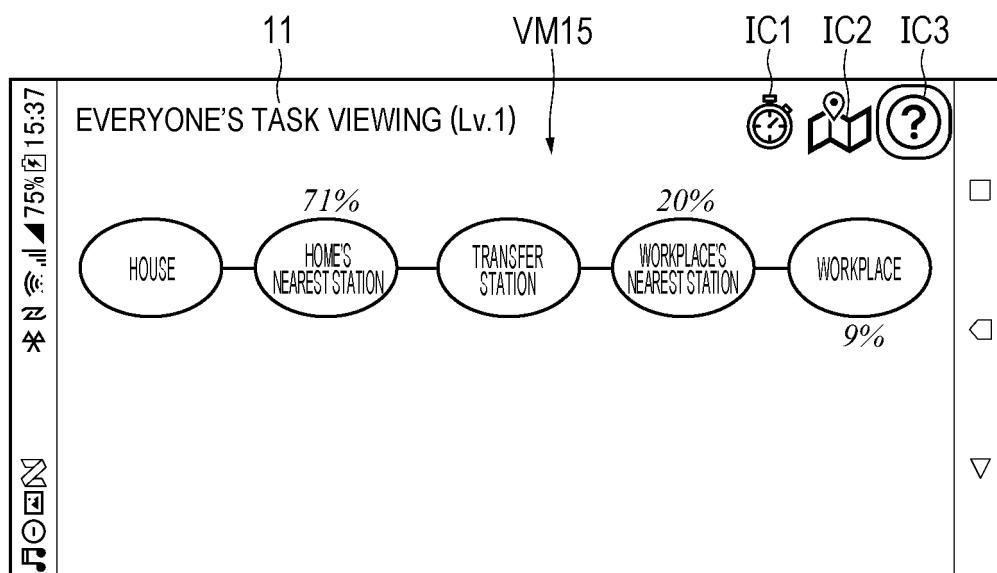 11 VM15 IC1 IC2 IC3
75% 15:37
EVERYONE'S TASK VIEWING (Lv.1)
?
71% 20%
HOUSE
HOME'S
NEAREST STATION
TRANSFER
STATION
WORKPLACE'S
NEAREST STATION
WORKPLACE
9%